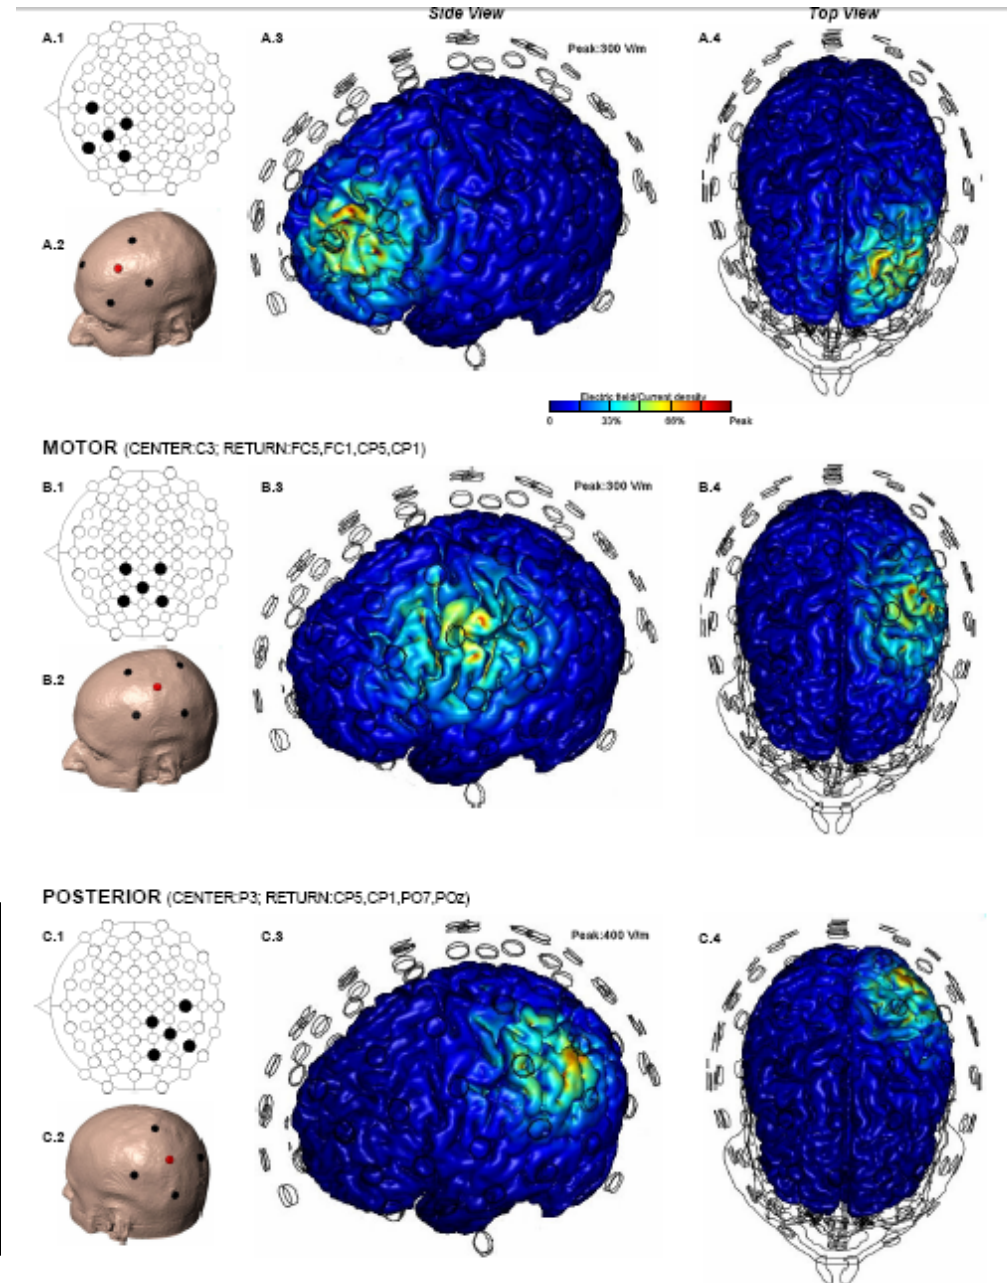 Side View Top View
A.1 A.3 Peak:300 V/m A.4
A.2
Electric field/Current density
0 33% 66% Peak
MOTOR (CENTER:C3; RETURN:FC5,FC1,CP5,CP1)
B.1 B.3 Peak:300 V/m B.4
B.2
POSTERIOR (CENTER:P3; RETURN:CP5,CP1,PO7,POz)
C.1 C.3 Peak:400 V/m C.4
C.2